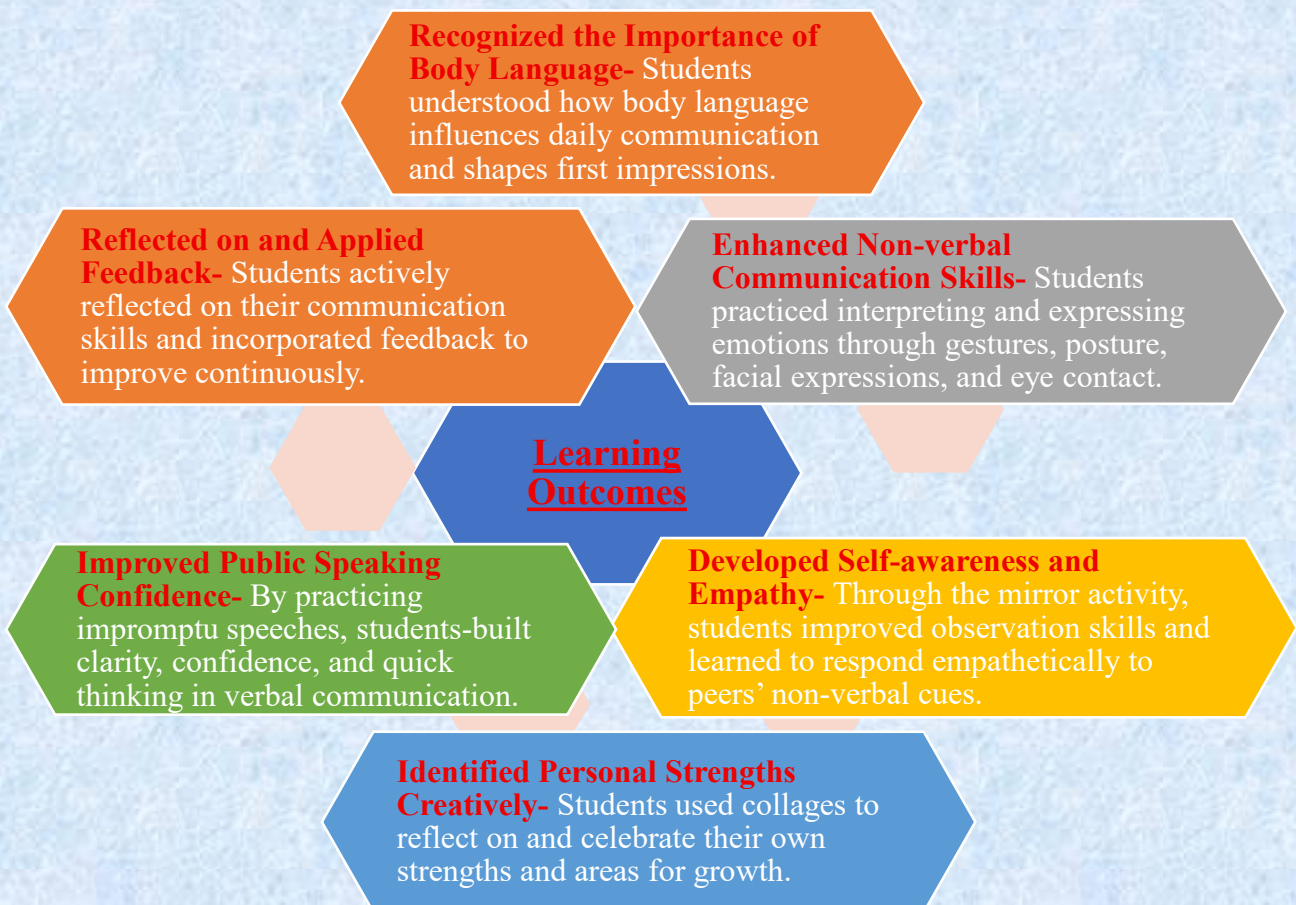 Recognized the Importance of
Body Language- Students
understood how body language
influences daily communication
and shapes first impressions.
Reflected on and Applied
Feedback- Students actively
reflected on their communication
skills and incorporated feedback to
improve continuously.
Enhanced Non-verbal
Communication Skills- Students
practiced interpreting and expressing
emotions through gestures, posture,
facial expressions, and eye contact.
Learning
Outcomes
Improved Public Speaking
Confidence- By practicing
impromptu speeches, students-built
clarity, confidence, and quick
thinking in verbal communication.
Developed Self-awareness and
Empathy- Through the mirror activity,
students improved observation skills and
learned to respond empathetically to
peers’ non-verbal cues.
Identified Personal Strengths
Creatively- Students used collages to
reflect on and celebrate their own
strengths and areas for growth.